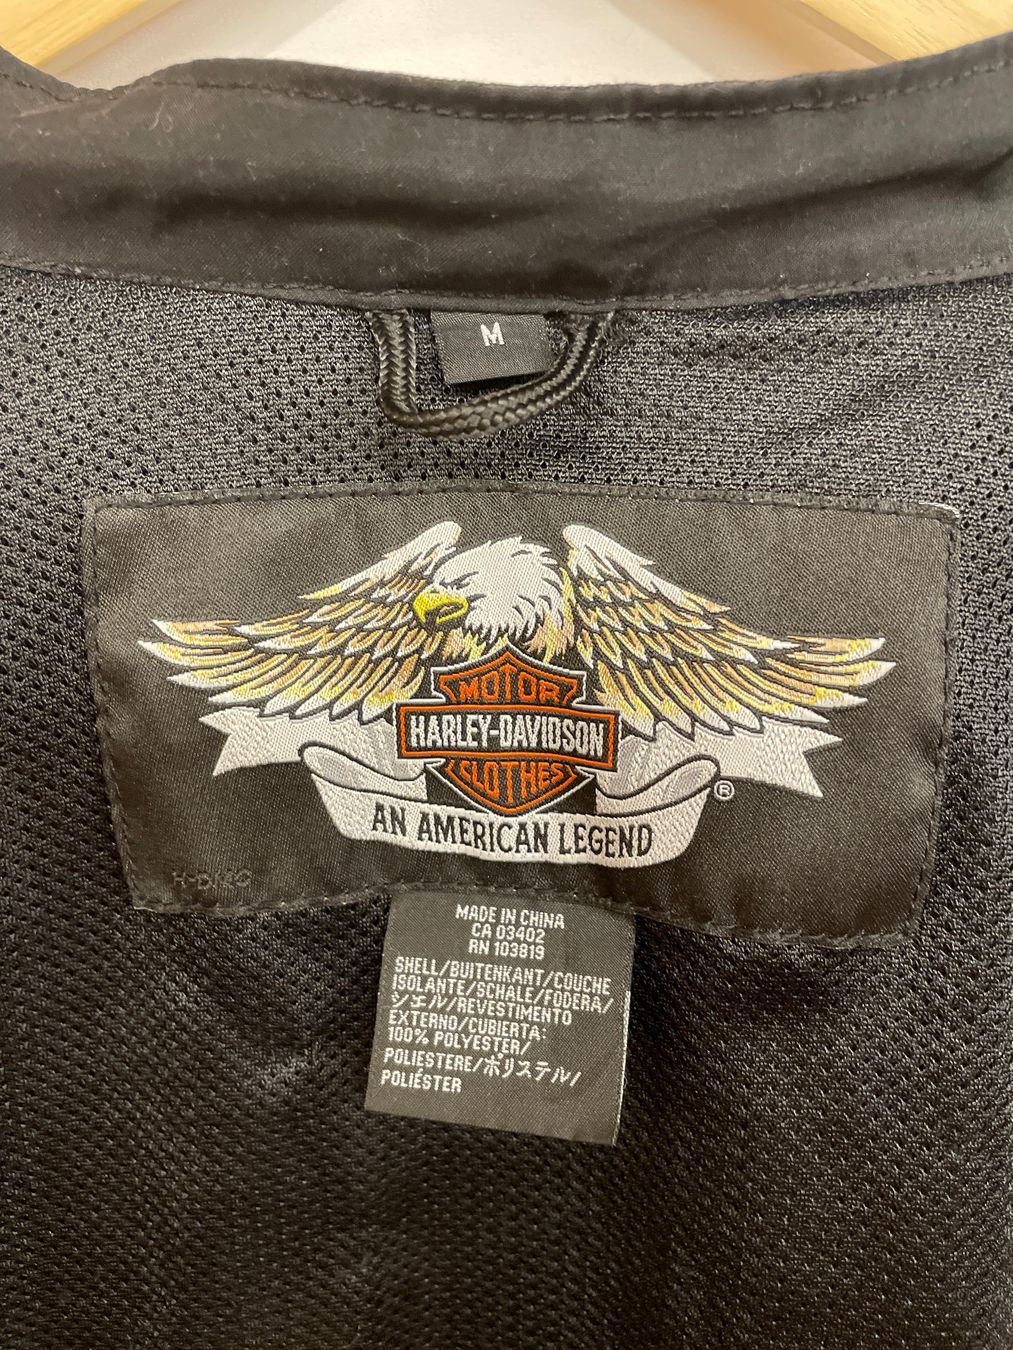 M
MOTOR
HARLEY-DAVIDSON
CLOTHES
®
AN AMERICAN LEGEND
MADE IN CHINA
CA 03402
RN 103819
SHELL/BUITENKANT/COUCHE
ISOLANTE/SCHALE/FODERA/
シェル/REVESTIMENTO
EXTERNO/CUBIERTA:
100% POLYESTER/
POLIESTERE/ポリステル/
POLIÉSTER